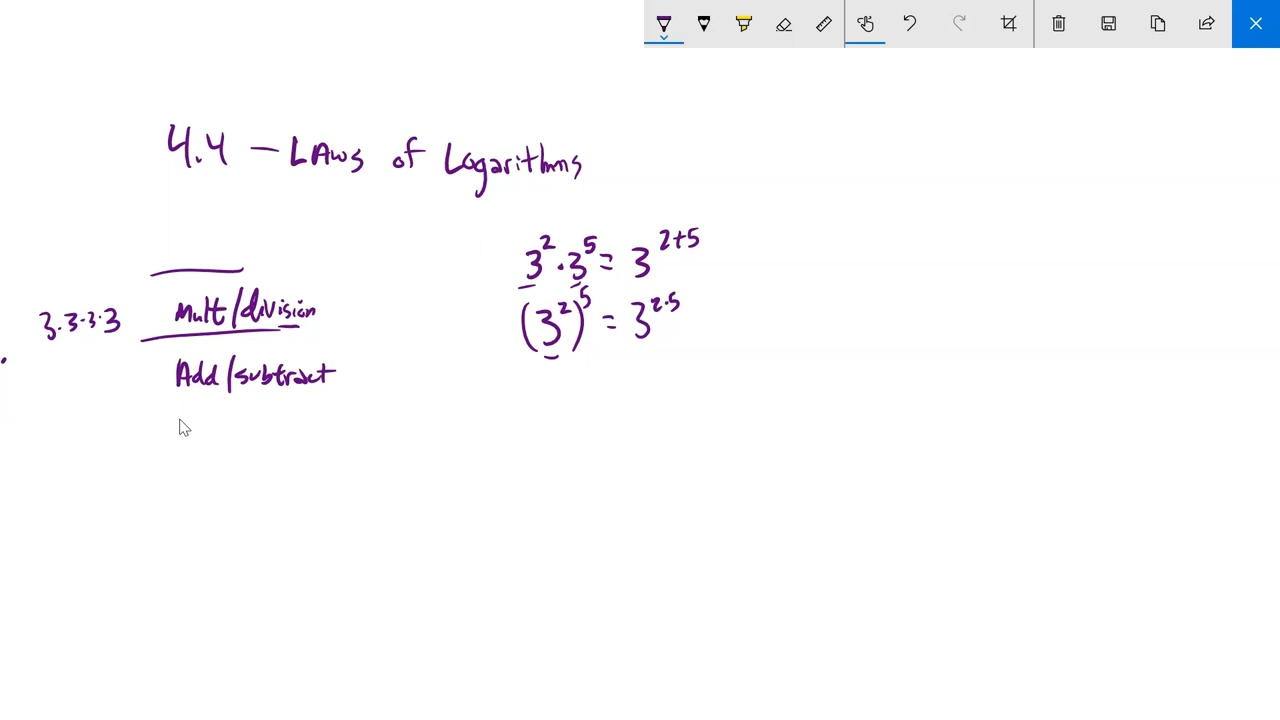 4.4 – LAws of Logarithms
3² · 3⁵ = 3²⁺⁵
Mult/division
3·3·3·3
(3²)⁵ = 3²·⁵
Add/subtract